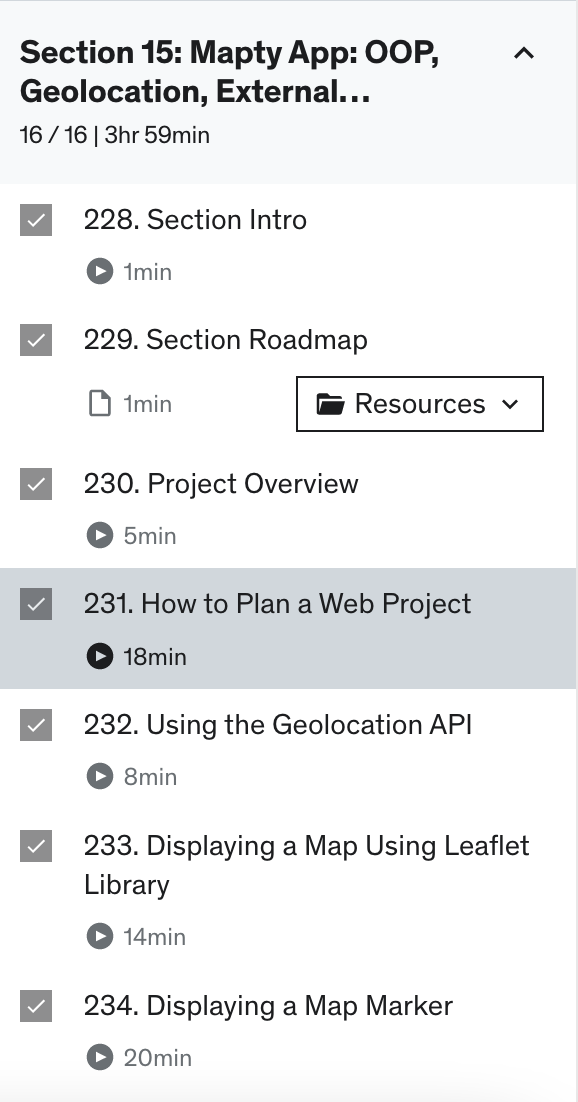 Section 15: Mapty App: OOP,
Geolocation, External...
16 / 16 | 3hr 59min
228. Section Intro
1min
229. Section Roadmap
1min
Resources
230. Project Overview
5min
231. How to Plan a Web Project
18min
232. Using the Geolocation API
8min
233. Displaying a Map Using Leaflet
Library
14min
234. Displaying a Map Marker
20min